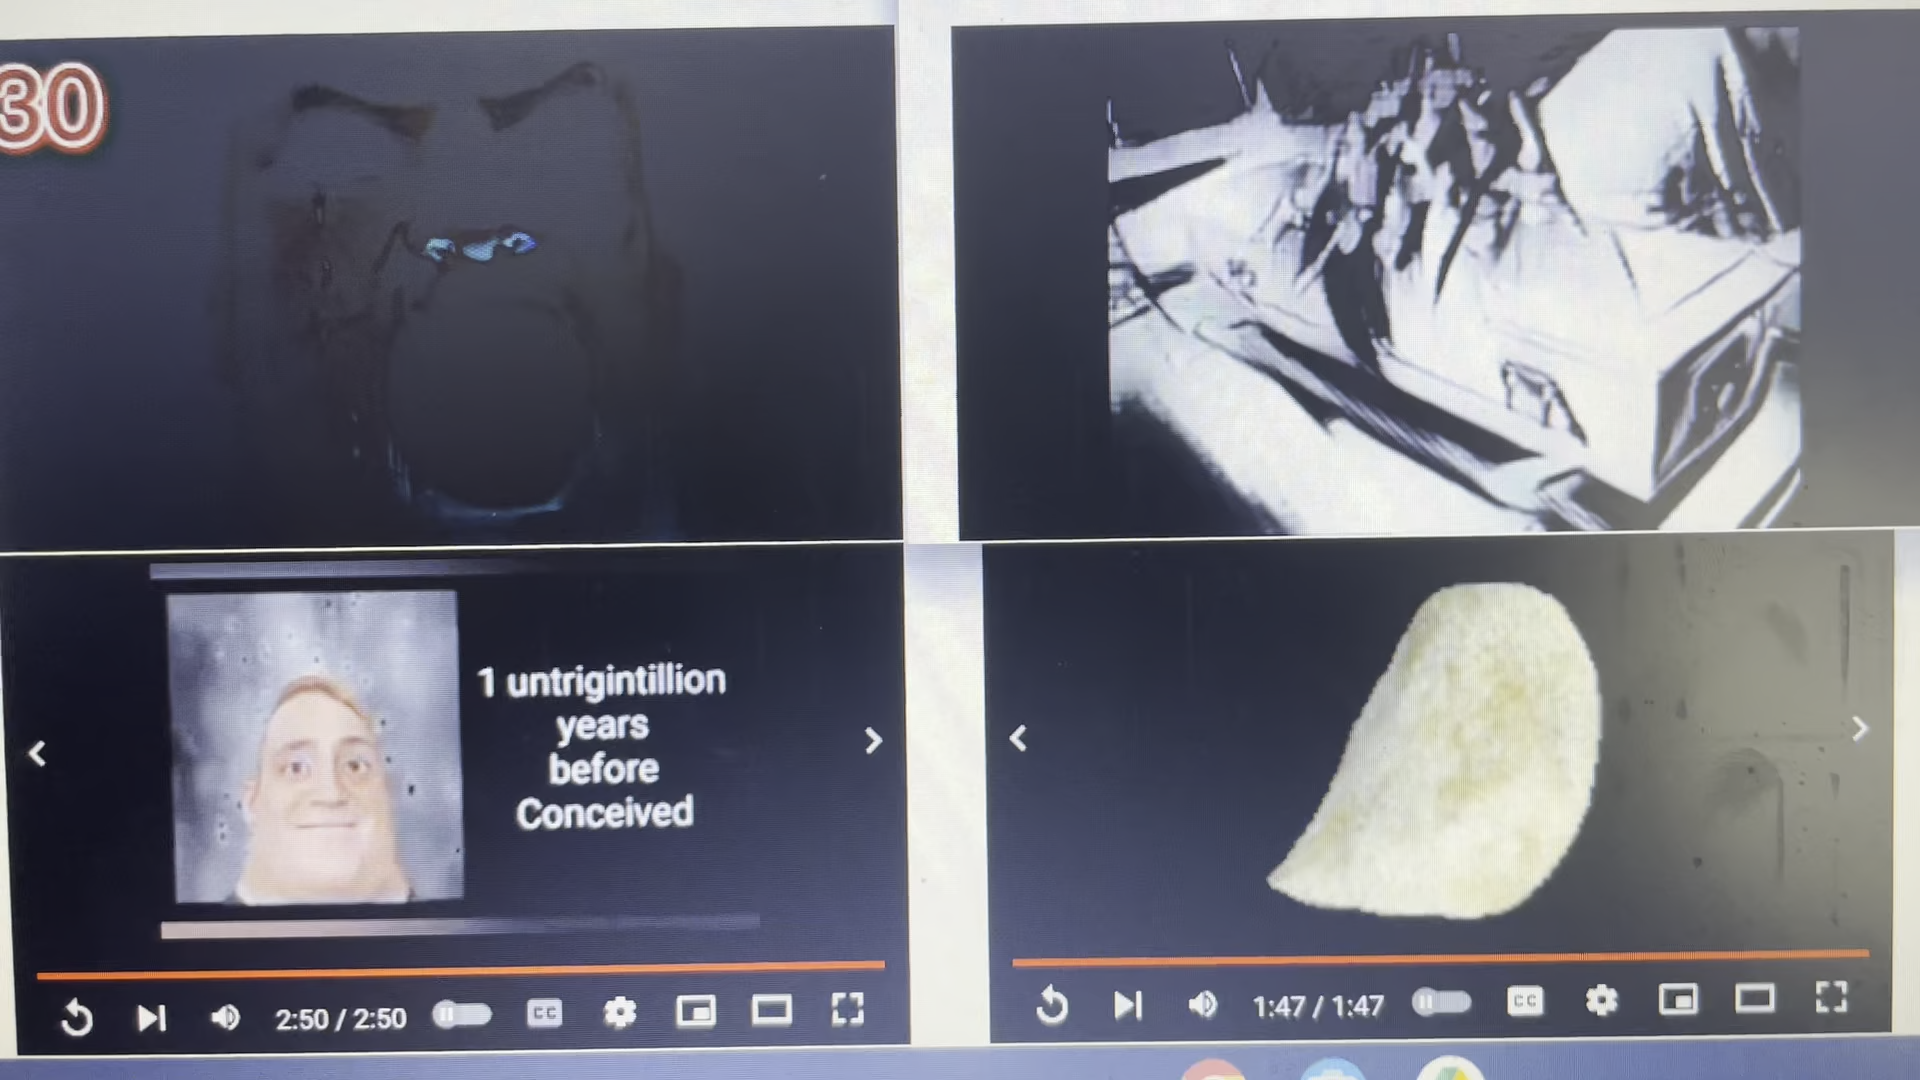 30
1 untrigintillion
years
before
Conceived
2:50 / 2:50
CC
1:47 / 1:47
CC